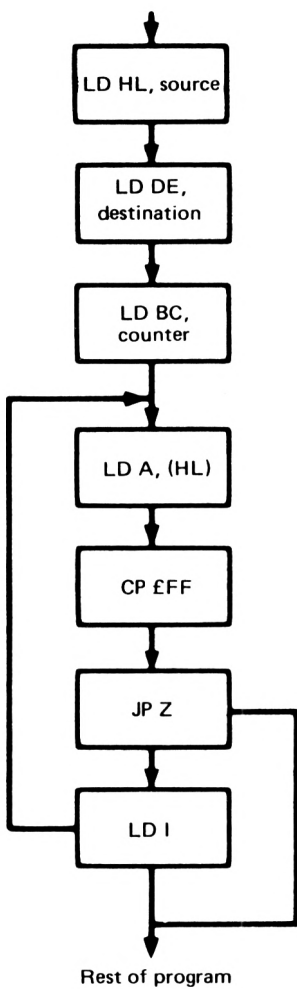 LD HL, source
LD DE,
destination
LD BC,
counter
LD A, (HL)
CP £FF
JP Z
LD I
Rest of program